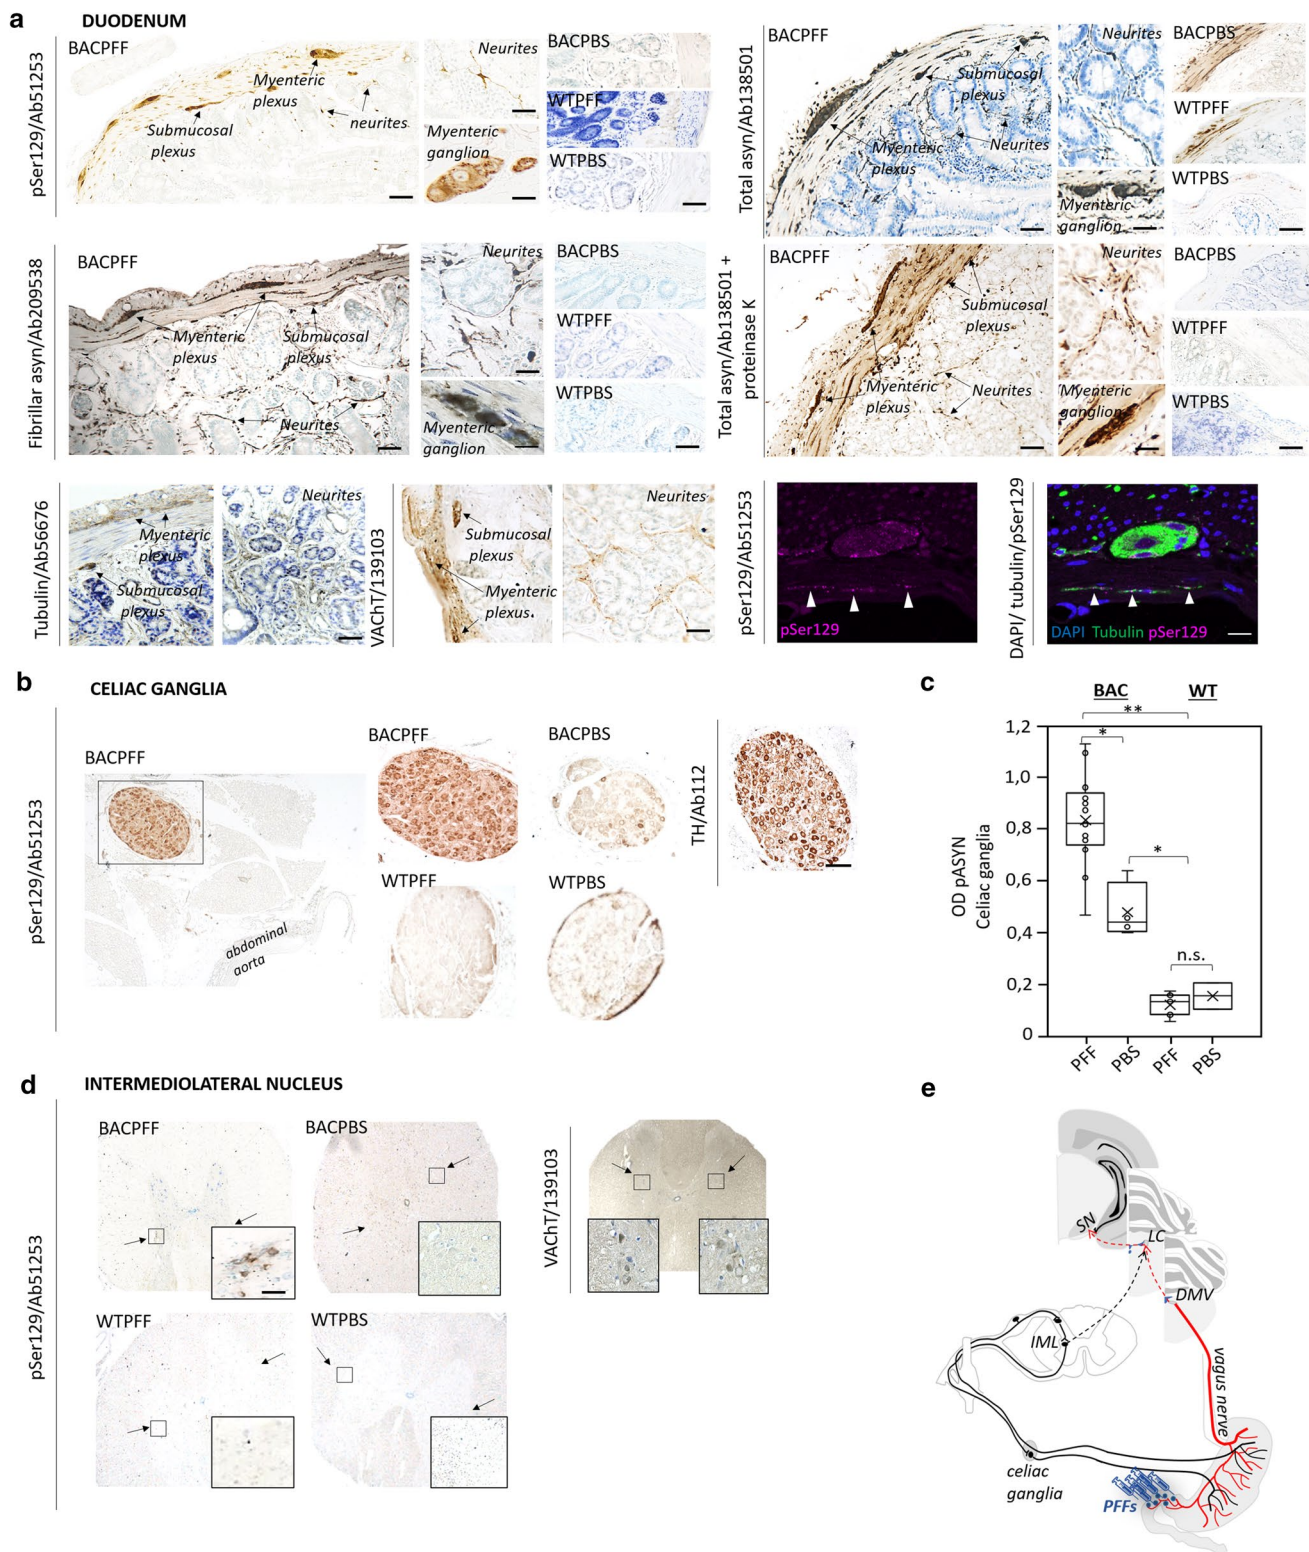 a
DUODENUM
pSer129/Ab51253
BACPFF
Myenteric
plexus
Submucosal
plexus
neurites
Neurites
Myenteric
ganglion
BACPBS
WTPFF
WTPBS
Total asyn/Ab138501
BACPFF
Submucosal
plexus
Myenteric
plexus
Neurites
Neurites
Myenteric
ganglion
BACPBS
WTPFF
WTPBS
Fibrillar asyn/Ab209538
BACPFF
Myenteric
plexus
Submucosal
plexus
Neurites
Neurites
Myenteric
ganglion
BACPBS
WTPFF
WTPBS
Total asyn/Ab138501 +
proteinase K
BACPFF
Submucosal
plexus
Myenteric
plexus
Neurites
Neurites
Myenteric
ganglion
BACPBS
WTPFF
WTPBS
Tubulin/Ab56676
Myenteric
plexus
Submucosal
plexus
Neurites
VAChT/139103
Submucosal
plexus
Myenteric
plexus
Neurites
pSer129/Ab51253
pSer129
DAPI/ tubulin/pSer129
DAPI Tubulin pSer129
b
CELIAC GANGLIA
pSer129/Ab51253
BACPFF
abdominal
aorta
BACPFF
BACPBS
WTPFF
WTPBS
TH/Ab112
c
BAC WT
**
*
*
n.s.
OD pASYN
Celiac ganglia
1,2
1,0
0,8
0,6
0,4
0,2
0
PFF
PBS
PFF
PBS
d
INTERMEDIOLATERAL NUCLEUS
pSer129/Ab51253
BACPFF
BACPBS
WTPFF
WTPBS
VAChT/139103
e
SN
LC
DMV
IML
vagus nerve
celiac
ganglia
PFFs